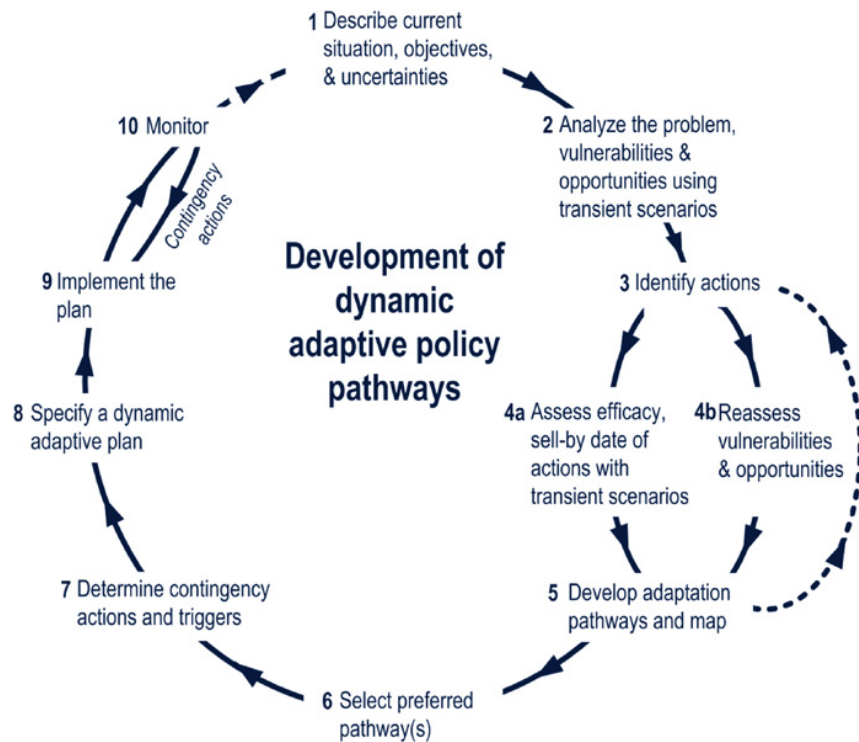 1 Describe current
situation, objectives,
& uncertainties
2 Analyze the problem,
vulnerabilities &
opportunities using
transient scenarios
3 Identify actions
4a Assess efficacy,
sell-by date of
actions with
transient scenarios
4b Reassess
vulnerabilities
& opportunities
5 Develop adaptation
pathways and map
6 Select preferred
pathway(s)
7 Determine contingency
actions and triggers
8 Specify a dynamic
adaptive plan
9 Implement the
plan
10 Monitor
Contingency
actions
Development of
dynamic
adaptive policy
pathways